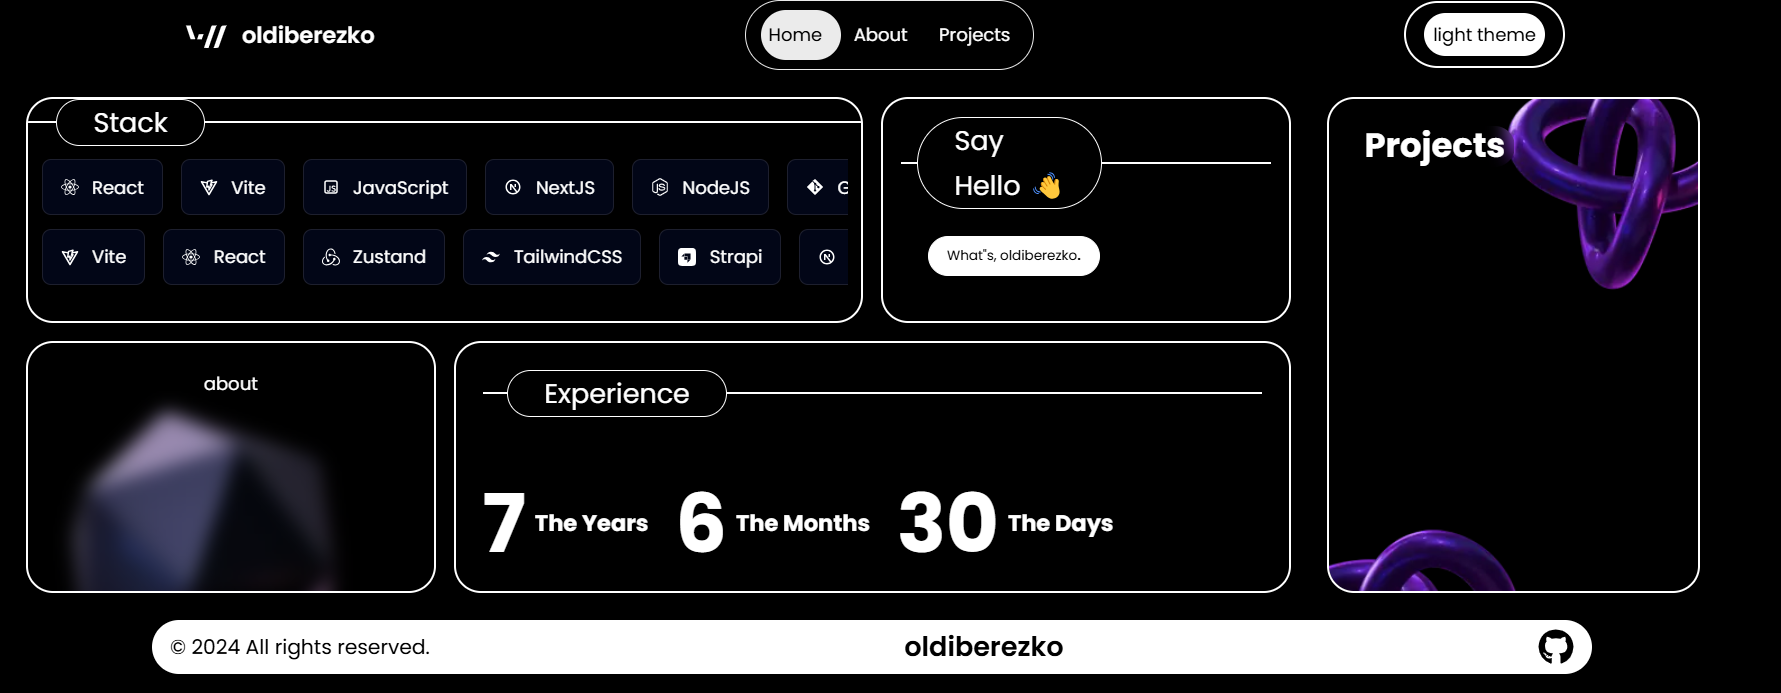 oldiberezko
Home About Projects
light theme
Stack
React Vite JavaScript NextJS NodeJS G
Vite React Zustand TailwindCSS Strapi
Say
Hello 👋
What"s, oldiberezko.
Projects
about
Experience
7 The Years 6 The Months 30 The Days
© 2024 All rights reserved.
oldiberezko